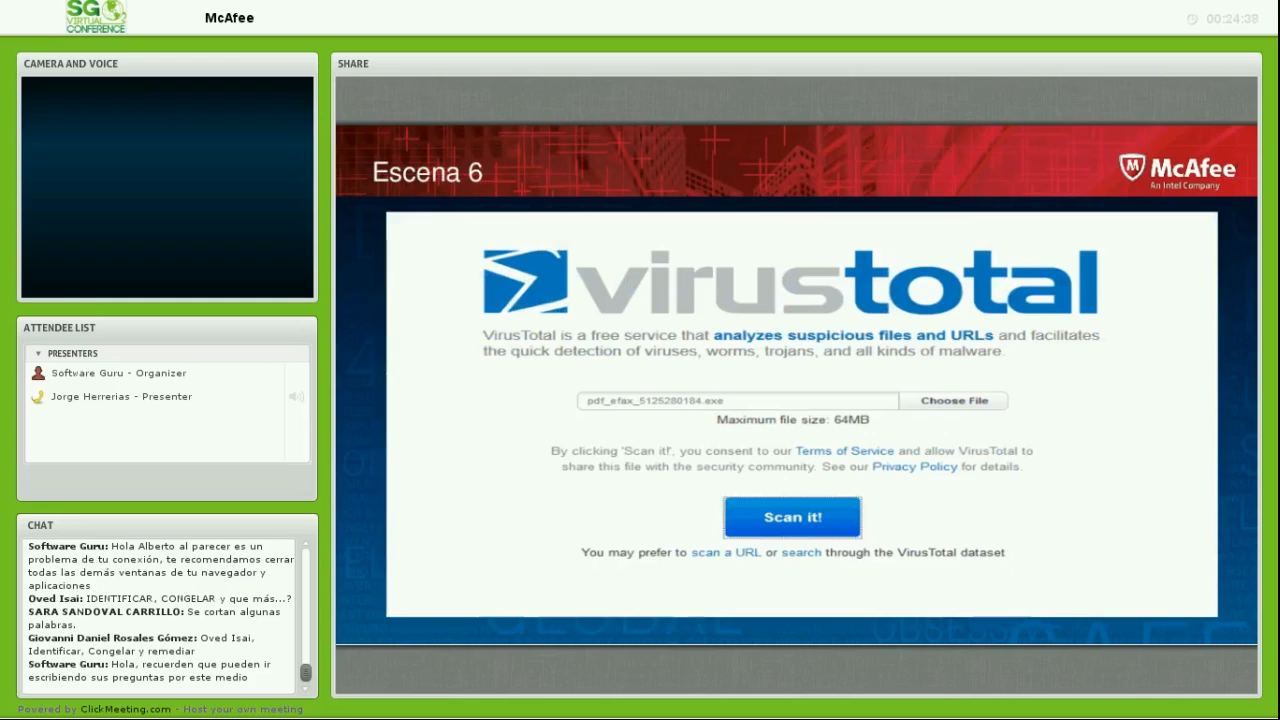 SG
VIRTUAL
CONFERENCE
McAfee
00:24:38
CAMERA AND VOICE
SHARE
Escena 6
McAfee
An Intel Company
virustotal
VirusTotal is a free service that analyzes suspicious files and URLs and facilitates
the quick detection of viruses, worms, trojans, and all kinds of malware.
pdf_efax_5125280184.exe
Choose File
Maximum file size: 64MB
By clicking 'Scan it!', you consent to our Terms of Service and allow VirusTotal to
share this file with the security community. See our Privacy Policy for details.
Scan it!
You may prefer to scan a URL or search through the VirusTotal dataset
ATTENDEE LIST
PRESENTERS
Software Guru - Organizer
Jorge Herrerias - Presenter
CHAT
Software Guru: Hola Alberto al parecer es un
problema de tu conexión, te recomendamos cerrar
todas las demás ventanas de tu navegador y
aplicaciones
Oved Isai: IDENTIFICAR, CONGELAR y que más...?
SARA SANDOVAL CARRILLO: Se cortan algunas
palabras.
Giovanni Daniel Rosales Gómez: Oved Isai,
Identificar, Congelar y remediar
Software Guru: Hola, recuerden que pueden ir
escribiendo sus preguntas por este medio
Powered by ClickMeeting.com - Host your own meeting